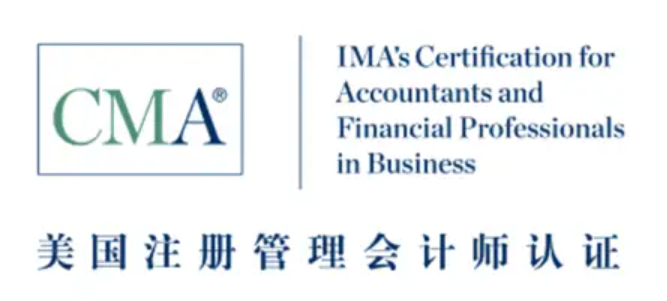 CMA®
IMA's Certification for
Accountants and
Financial Professionals
in Business
美国注册管理会计师认证